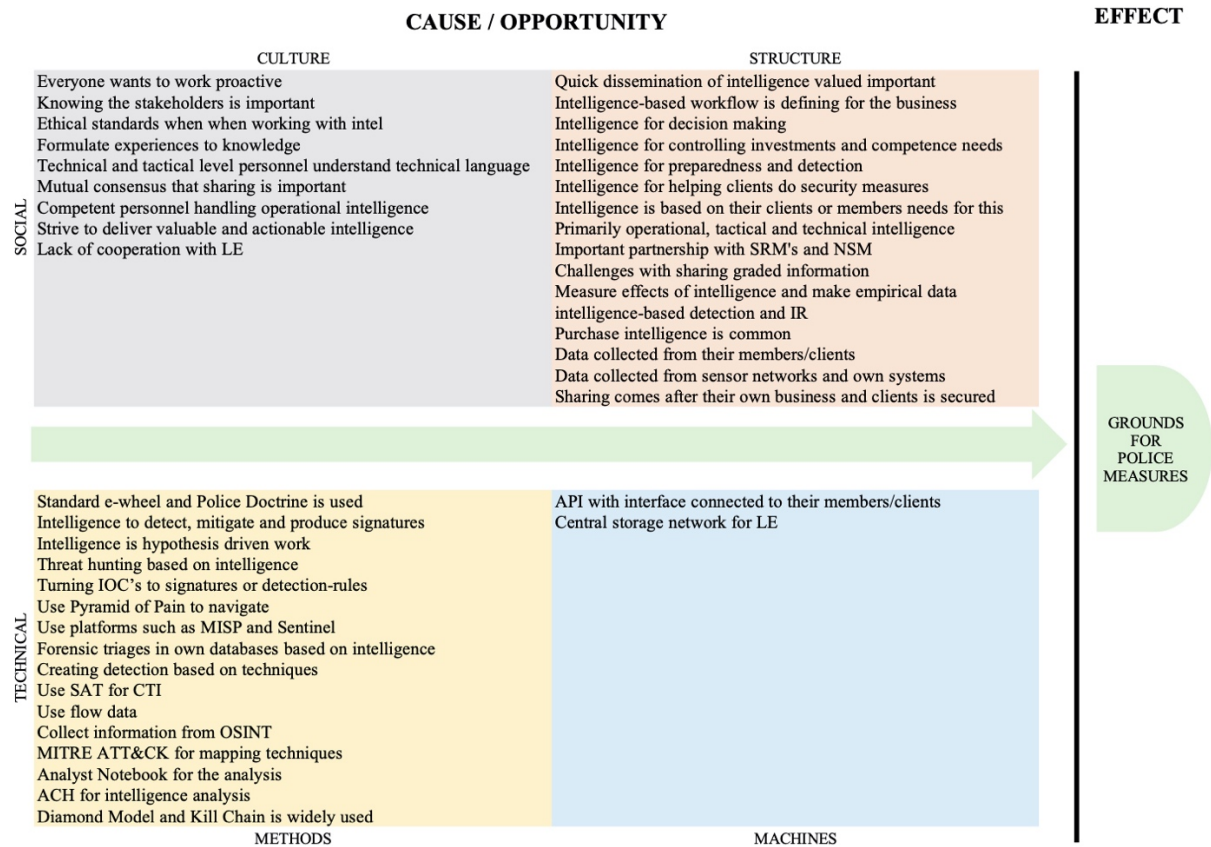 CAUSE / OPPORTUNITY
EFFECT
CULTURE
STRUCTURE
SOCIAL
Everyone wants to work proactive
Knowing the stakeholders is important
Ethical standards when when working with intel
Formulate experiences to knowledge
Technical and tactical level personnel understand technical language
Mutual consensus that sharing is important
Competent personnel handling operational intelligence
Strive to deliver valuable and actionable intelligence
Lack of cooperation with LE
Quick dissemination of intelligence valued important
Intelligence-based workflow is defining for the business
Intelligence for decision making
Intelligence for controlling investments and competence needs
Intelligence for preparedness and detection
Intelligence for helping clients do security measures
Intelligence is based on their clients or members needs for this
Primarily operational, tactical and technical intelligence
Important partnership with SRM's and NSM
Challenges with sharing graded information
Measure effects of intelligence and make empirical data
intelligence-based detection and IR
Purchase intelligence is common
Data collected from their members/clients
Data collected from sensor networks and own systems
Sharing comes after their own business and clients is secured
GROUNDS
FOR
POLICE
MEASURES
TECHNICAL
Standard e-wheel and Police Doctrine is used
Intelligence to detect, mitigate and produce signatures
Intelligence is hypothesis driven work
Threat hunting based on intelligence
Turning IOC’s to signatures or detection-rules
Use Pyramid of Pain to navigate
Use platforms such as MISP and Sentinel
Forensic triages in own databases based on intelligence
Creating detection based on techniques
Use SAT for CTI
Use flow data
Collect information from OSINT
MITRE ATT&CK for mapping techniques
Analyst Notebook for the analysis
ACH for intelligence analysis
Diamond Model and Kill Chain is widely used
API with interface connected to their members/clients
Central storage network for LE
METHODS
MACHINES